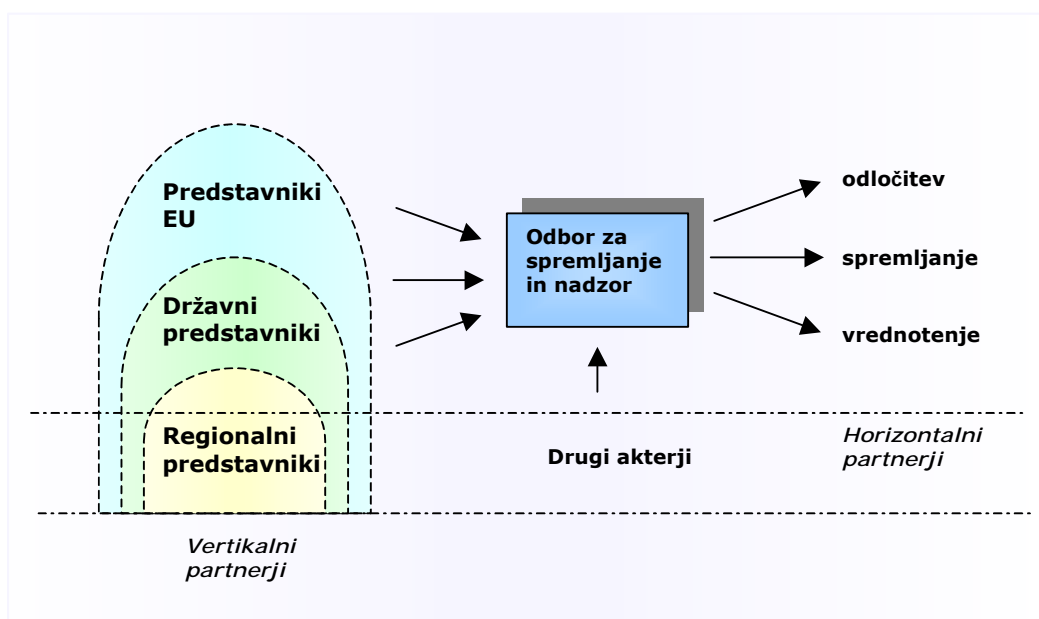 Predstavniki
EU
Državni
predstavniki
Regionalni
predstavniki
Vertikalni
partnerji
Odbor za
spremljanje
in nadzor
Drugi akterji
odločitev
spremljanje
vrednotenje
Horizontalni
partnerji